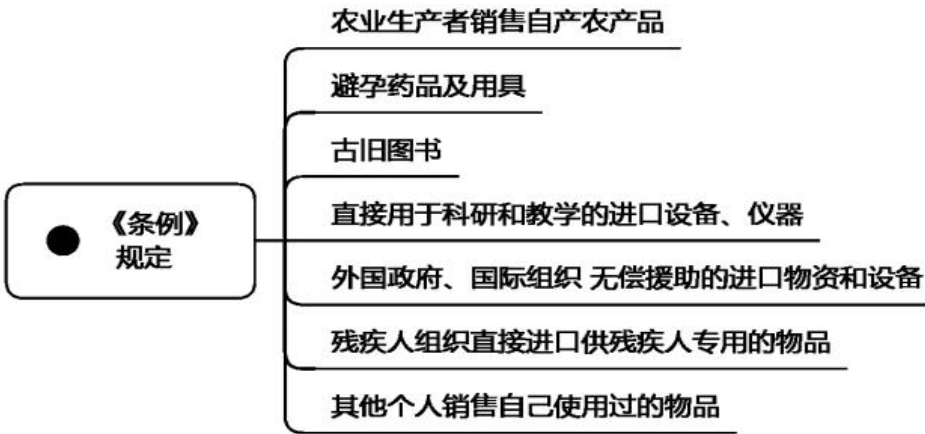 农业生产者销售自产农产品
避孕药品及用具
古旧图书
直接用于科研和教学的进口设备、仪器
《条例》
规定
外国政府、国际组织 无偿援助的进口物资和设备
残疾人组织直接进口供残疾人专用的物品
其他个人销售自己使用过的物品